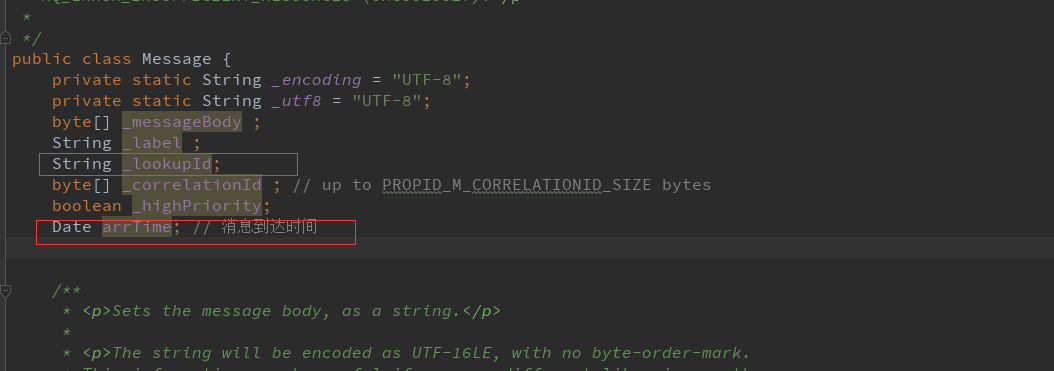 *
*/
public class Message {
private static String _encoding = "UTF-8";
private static String _utf8 = "UTF-8";
byte[] _messageBody ;
String _label ;
String _lookupId;
byte[] _correlationId ; // up to PROPID_M_CORRELATIONID_SIZE bytes
boolean _highPriority;
Date arrTime; // 消息到达时间
/**
* <p>Sets the message body, as a string.</p>
*
* <p>The string will be encoded as UTF-16LE, with no byte-order-mark.